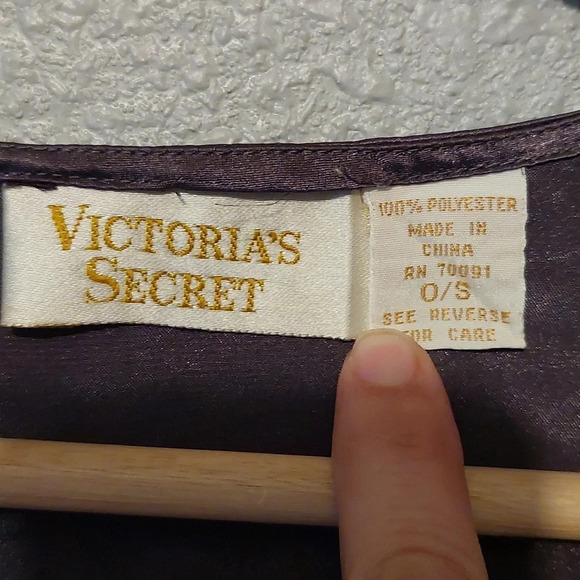 VICTORIA'S
SECRET
100% POLYESTER
MADE IN
CHINA
RN 70091
O/S
SEE REVERSE
FOR CARE